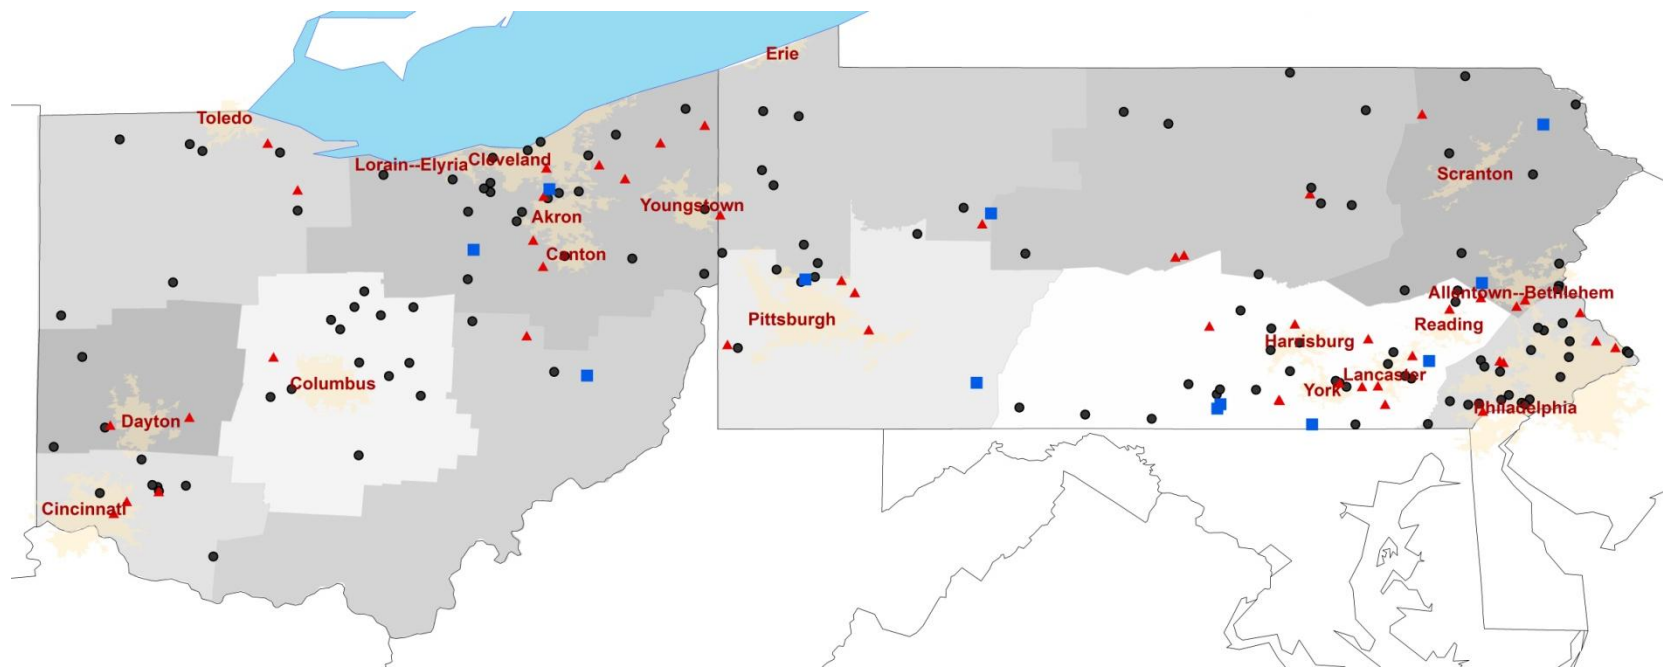 Erie
Toledo
Lorain--Elyria
Cleveland
Scranton
Youngstown
Akron
Canton
Allentown--Bethlehem
Pittsburgh
Reading
Harrisburg
Columbus
Lancaster
York
Dayton
Philadelphia
Cincinnati